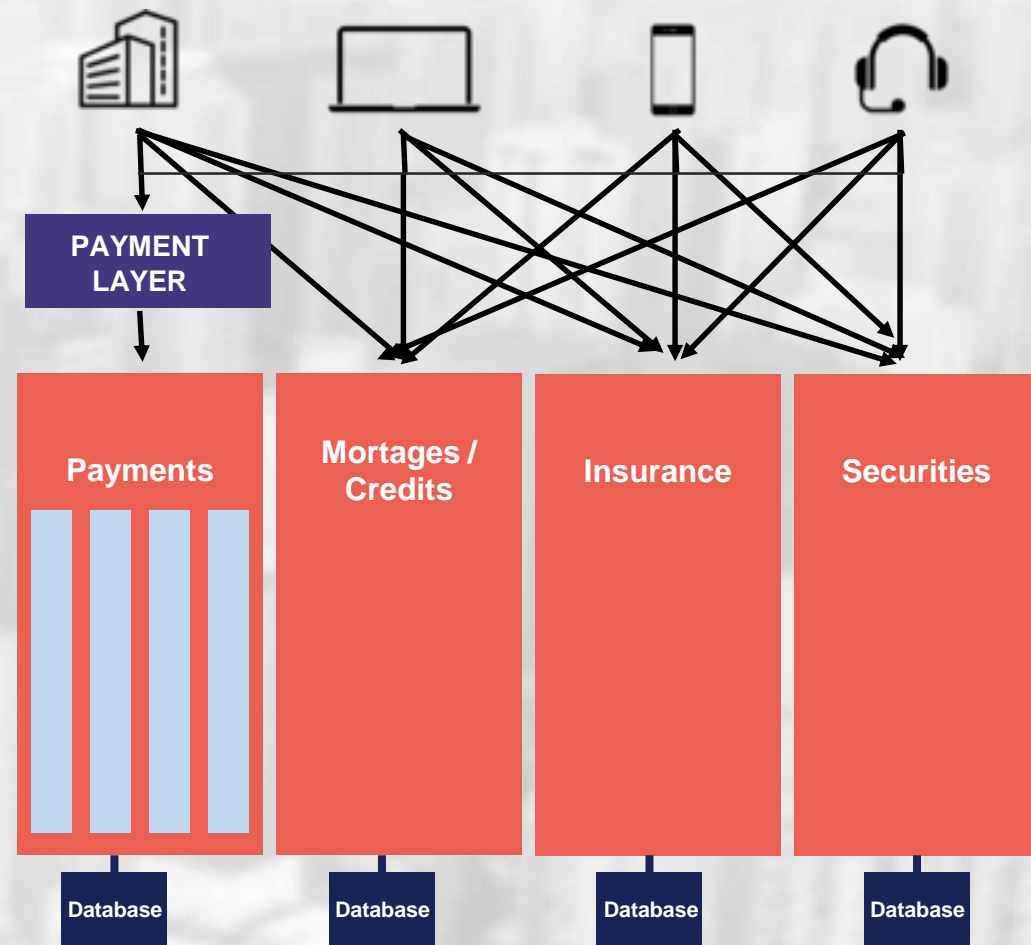 PAYMENT
LAYER
Payments
Mortages /
Credits
Insurance
Securities
Database
Database
Database
Database